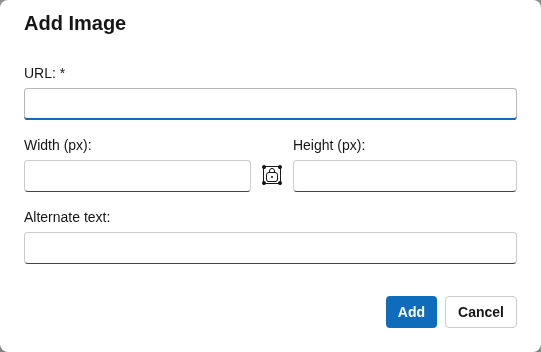 Add Image
URL: *
Width (px):
Height (px):
Alternate text:
Add
Cancel